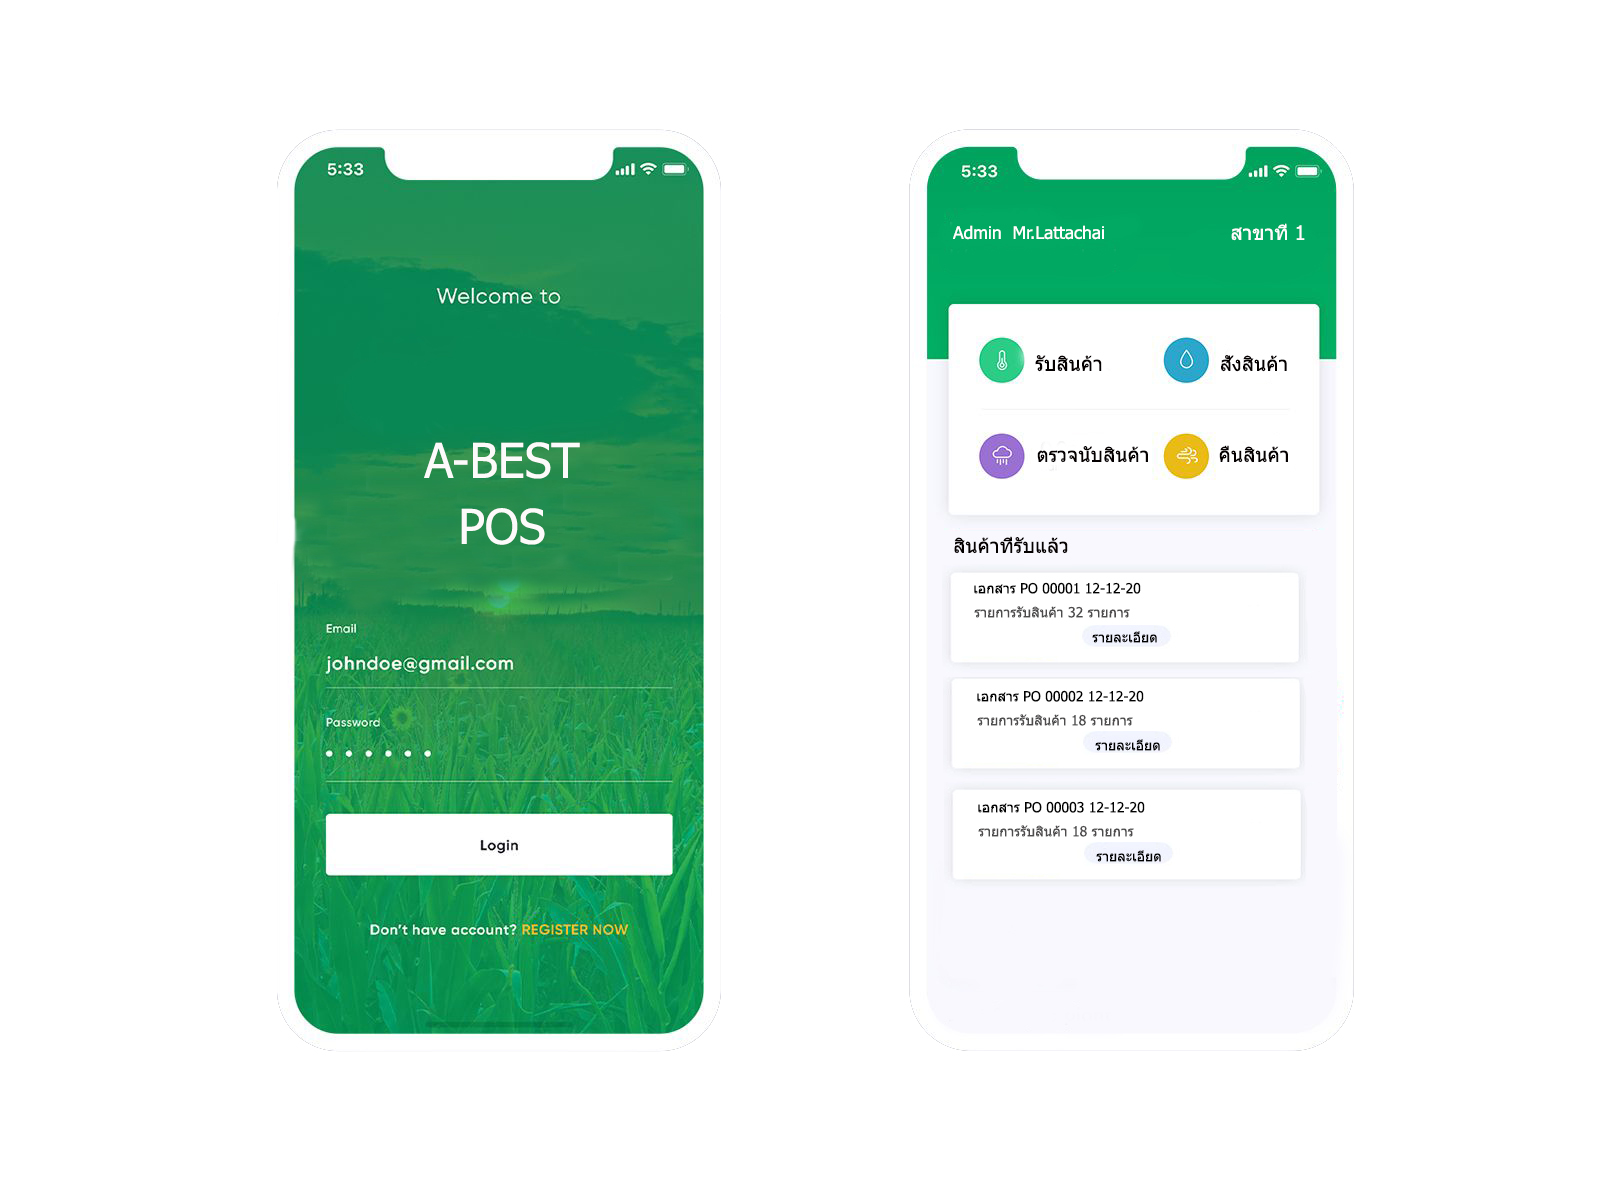 5:33
Welcome to
A-BEST
POS
Email
johndoe@gmail.com
Password
Login
Don't have account? REGISTER NOW
5:33
Admin Mr.Lattachai
สาขาที่ 1
รับสินค้า
สั่งสินค้า
ตรวจนับสินค้า
คืนสินค้า
สินค้าที่รับแล้ว
เอกสาร PO 00001 12-12-20
รายการรับสินค้า 32 รายการ
รายละเอียด
เอกสาร PO 00002 12-12-20
รายการรับสินค้า 18 รายการ
รายละเอียด
เอกสาร PO 00003 12-12-20
รายการรับสินค้า 18 รายการ
รายละเอียด